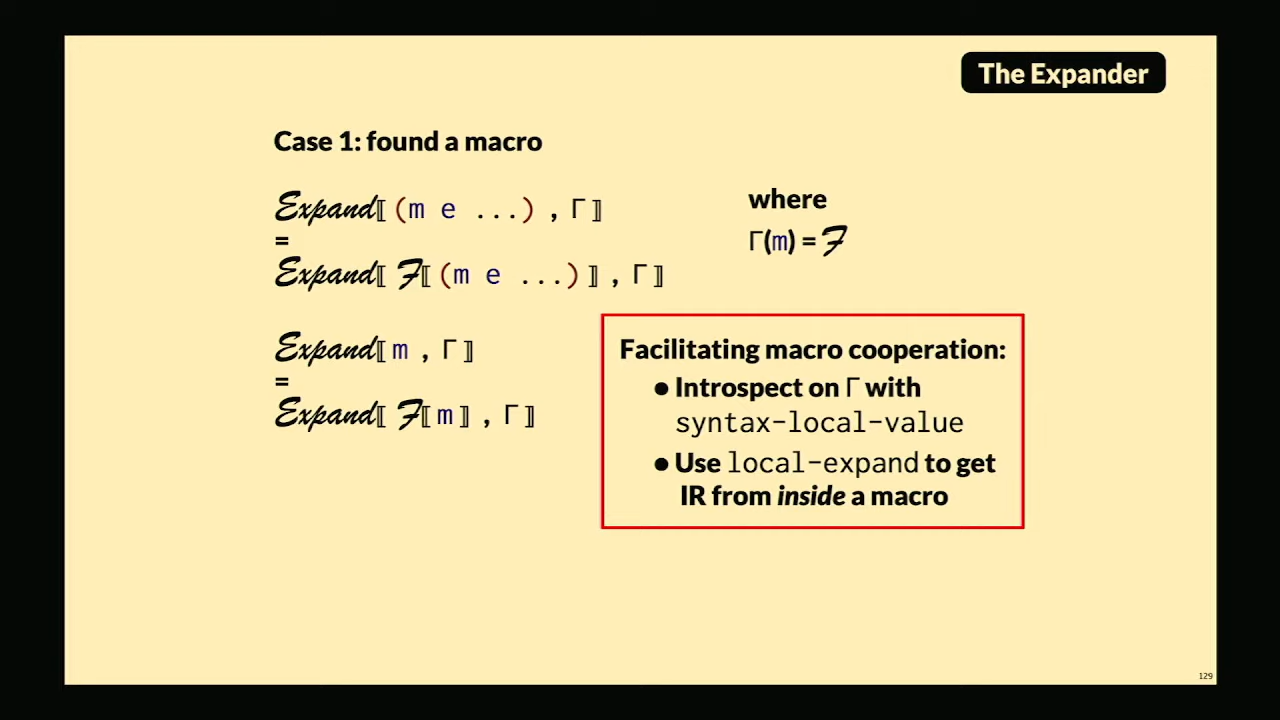 The Expander
Case 1: found a macro
Expand⟦(m e ...) , Γ⟧
=
Expand⟦ ℱ⟦(m e ...)⟧ , Γ⟧
where
Γ(m) = ℱ
Expand⟦m , Γ⟧
=
Expand⟦ ℱ⟦m⟧ , Γ⟧
Facilitating macro cooperation:
● Introspect on Γ with
syntax-local-value
● Use local-expand to get
IR from inside a macro
129